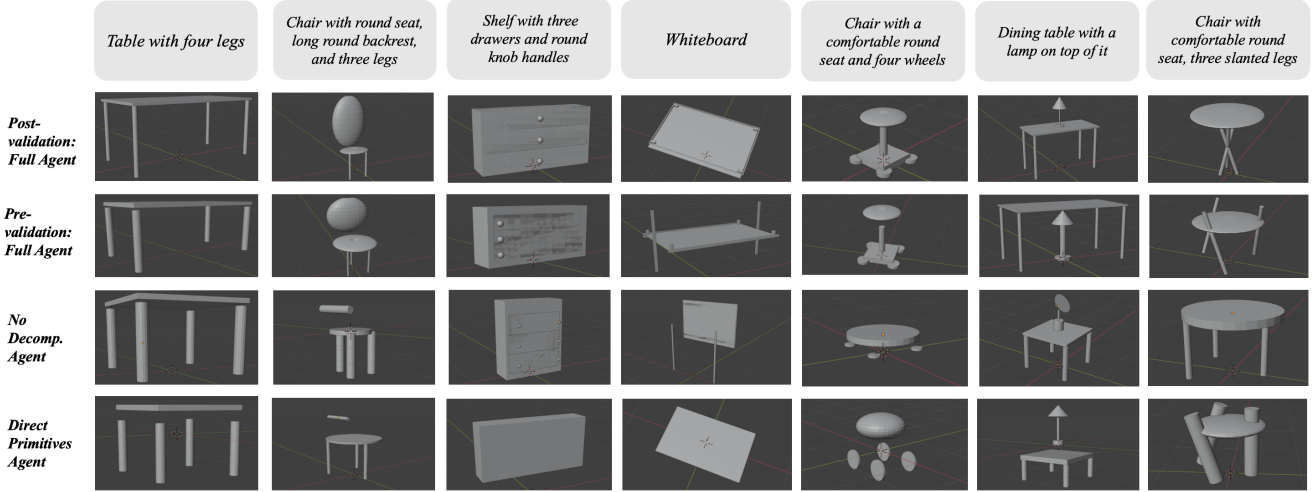 Table with four legs
Chair with round seat,
long round backrest,
and three legs
Shelf with three
drawers and round
knob handles
Whiteboard
Chair with a
comfortable round
seat and four wheels
Dining table with a
lamp on top of it
Chair with
comfortable round
seat, three slanted legs
Post-
validation:
Full Agent
Pre-
validation:
Full Agent
No
Decomp.
Agent
Direct
Primitives
Agent